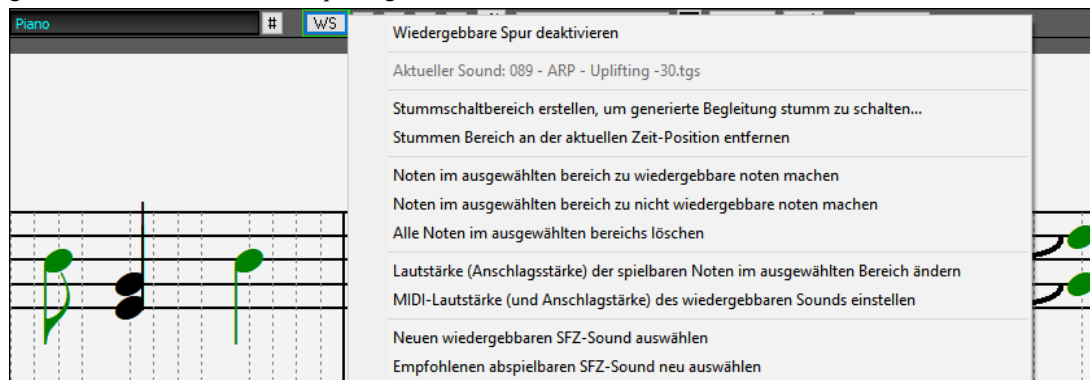 Piano
#
WS
Wiedergebbare Spur deaktivieren
Aktueller Sound: 089 - ARP - Uplifting -30.tgs
Stummschaltbereich erstellen, um generierte Begleitung stumm zu schalten...
Stummen Bereich an der aktuellen Zeit-Position entfernen
Noten im ausgewählten bereich zu wiedergebbare noten machen
Noten im ausgewählten bereich zu nicht wiedergebbare noten machen
Alle Noten im ausgewählten bereichs löschen
Lautstärke (Anschlagsstärke) der spielbaren Noten im ausgewählten Bereich ändern
MIDI-Lautstärke (und Anschlagtärke) des wiedergebbaren Sounds einstellen
Neuen wiedergebbaren SFZ-Sound auswählen
Empfohlenen abspielbaren SFZ-Sound neu auswählen